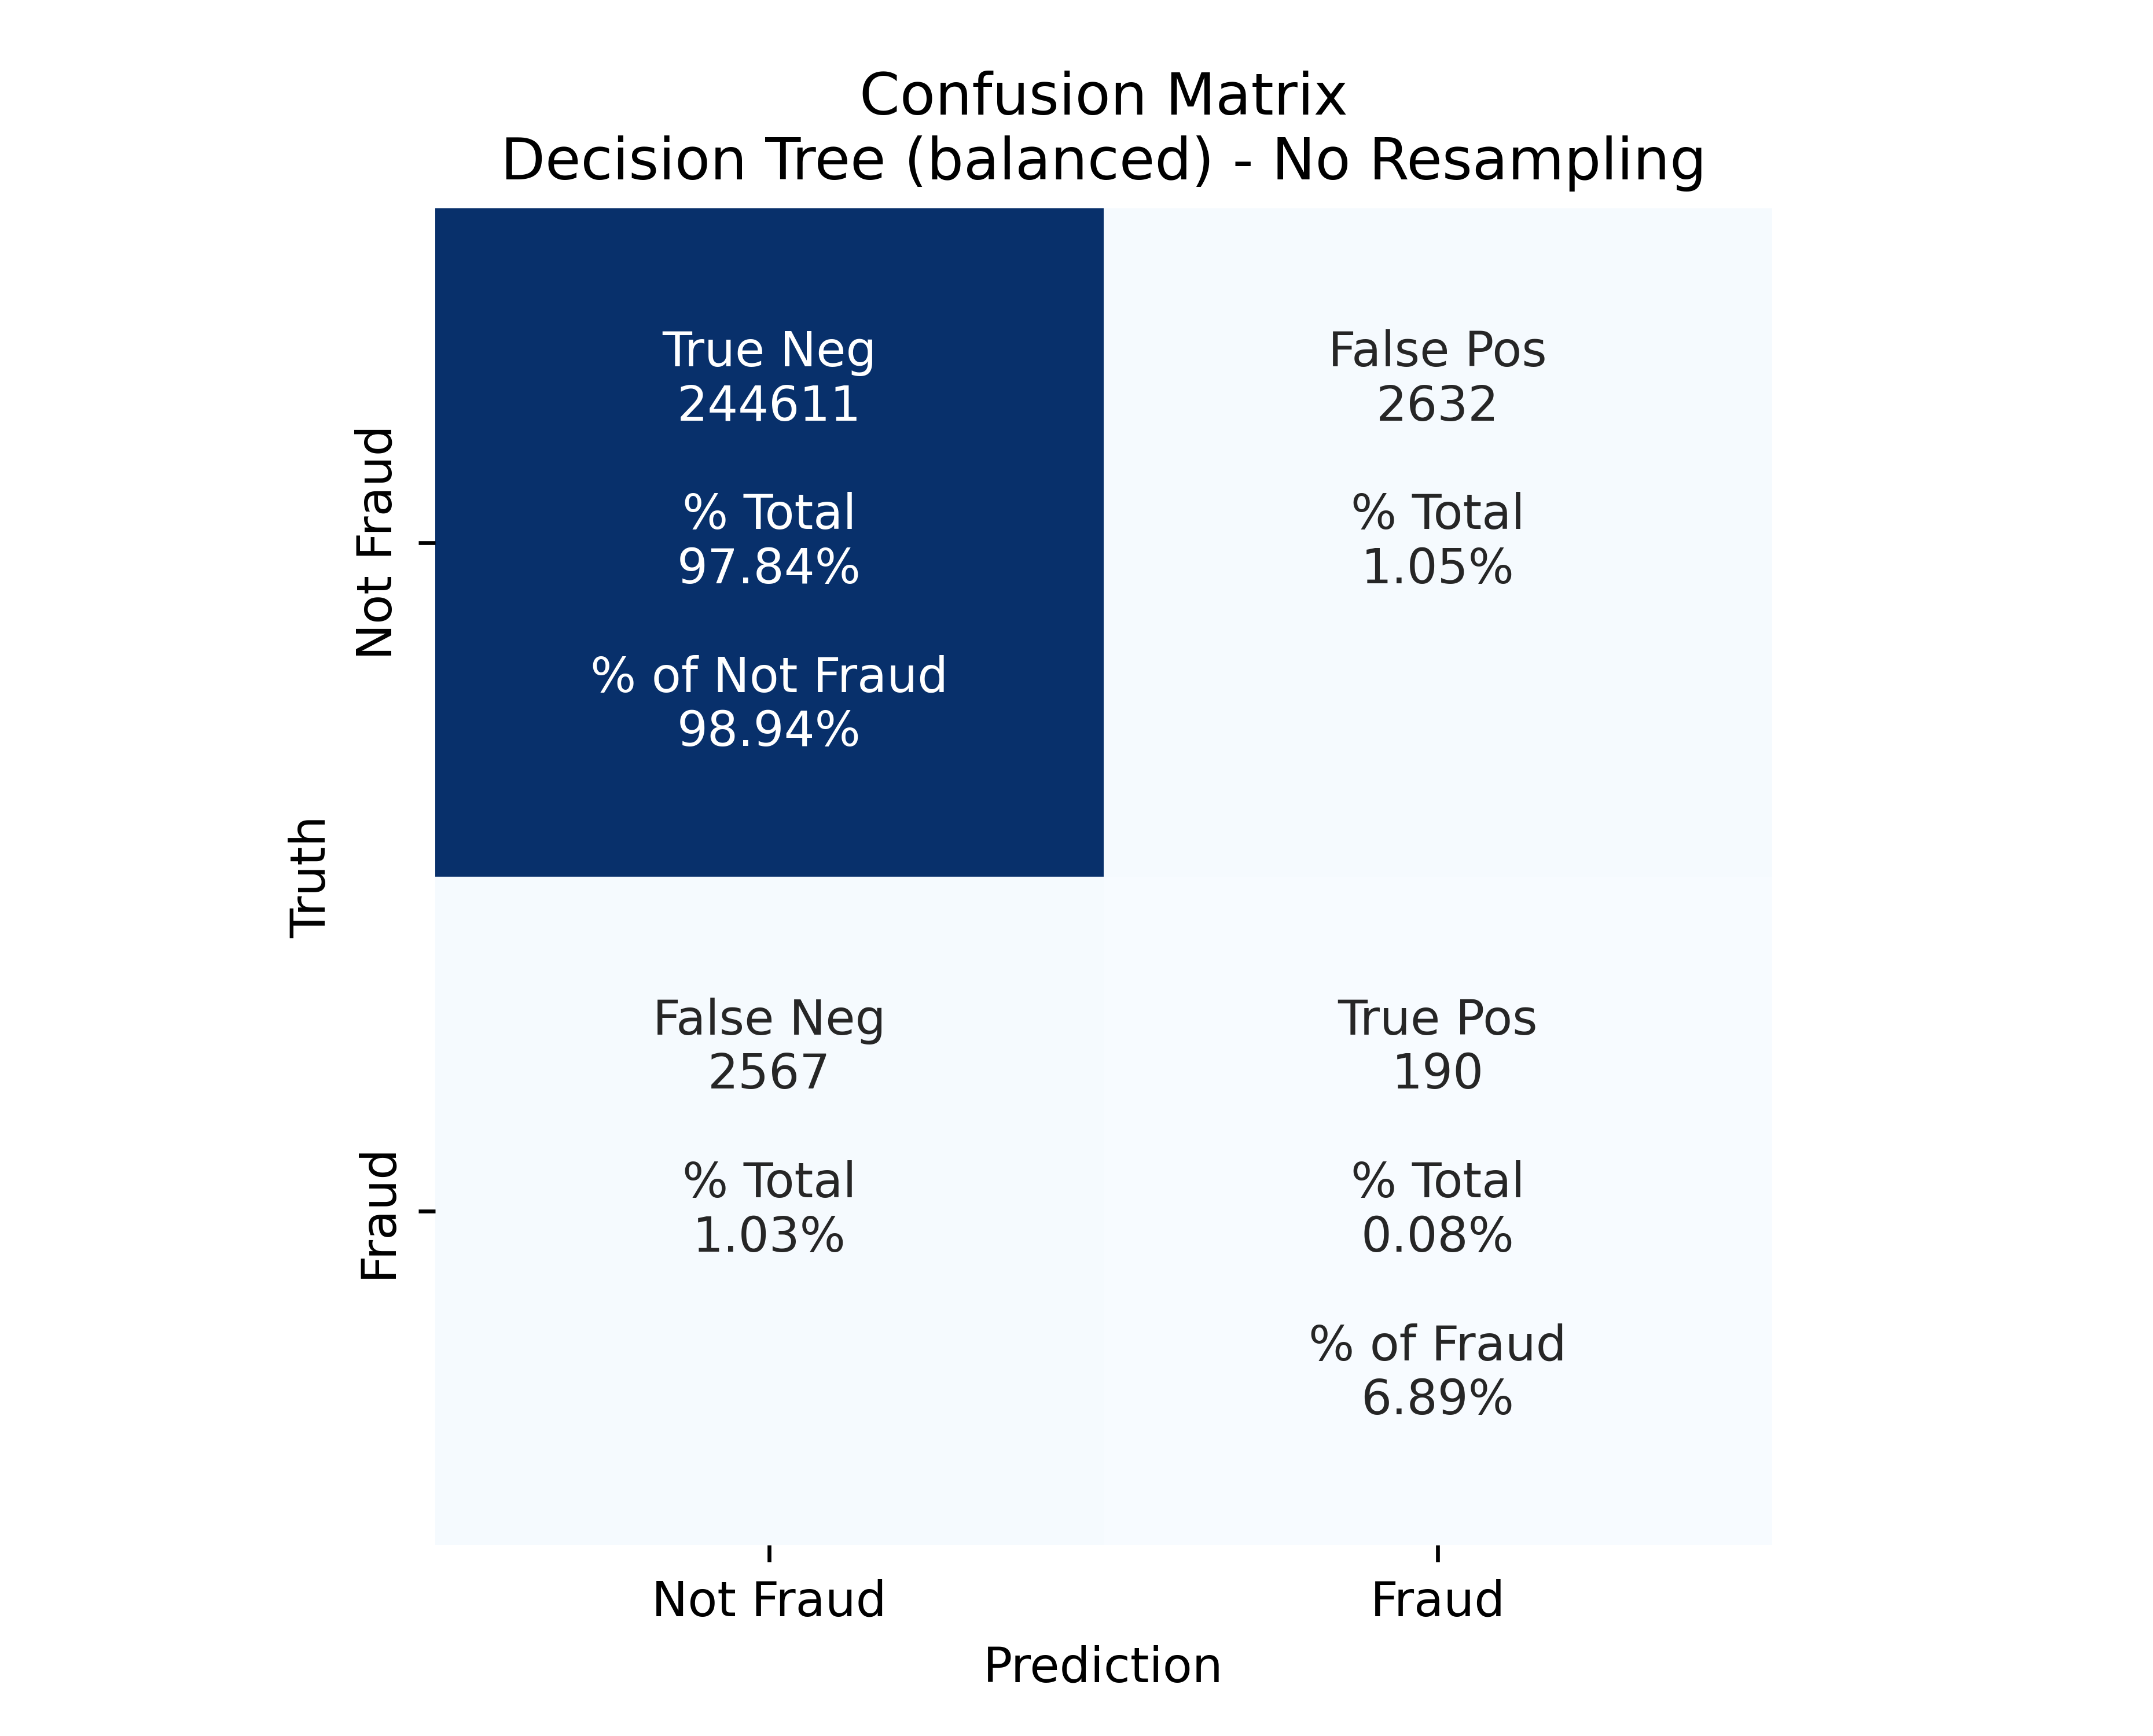 Confusion Matrix
Decision Tree (balanced) - No Resampling
Truth
Not Fraud
True Neg
244611
% Total
97.84%
% of Not Fraud
98.94%
False Pos
2632
% Total
1.05%
Fraud
False Neg
2567
% Total
1.03%
True Pos
190
% Total
0.08%
% of Fraud
6.89%
Not Fraud
Fraud
Prediction